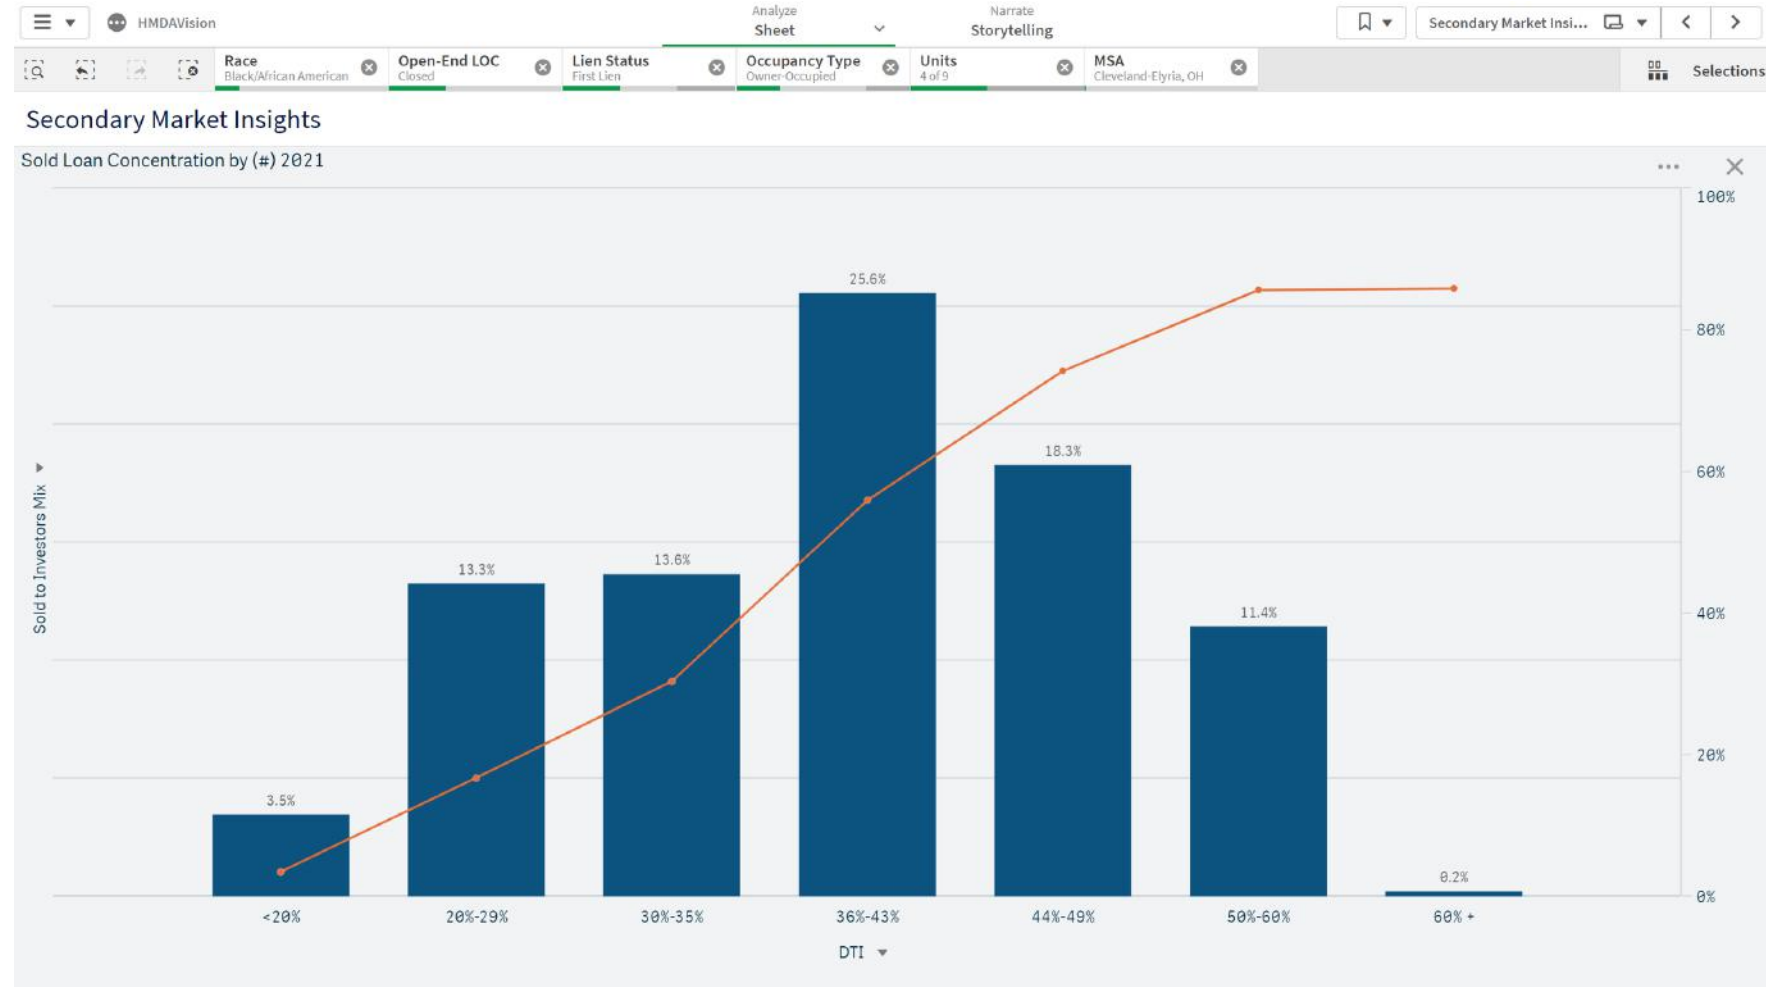 HMDAVision
Analyze
Sheet
Narrate
Storytelling
Secondary Market Insi...
Race
Black/African American
Open-End LOC
Closed
Lien Status
First Lien
Occupancy Type
Owner-Occupied
Units
4 of 9
MSA
Cleveland-Elyria, OH
Selections
Secondary Market Insights
Sold Loan Concentration by (#) 2021
100%
80%
60%
40%
20%
0%
Sold to Investors Mix
3.5%
13.3%
13.6%
25.6%
18.3%
11.4%
0.2%
<20%
20%-29%
30%-35%
36%-43%
44%-49%
50%-60%
60% +
DTI